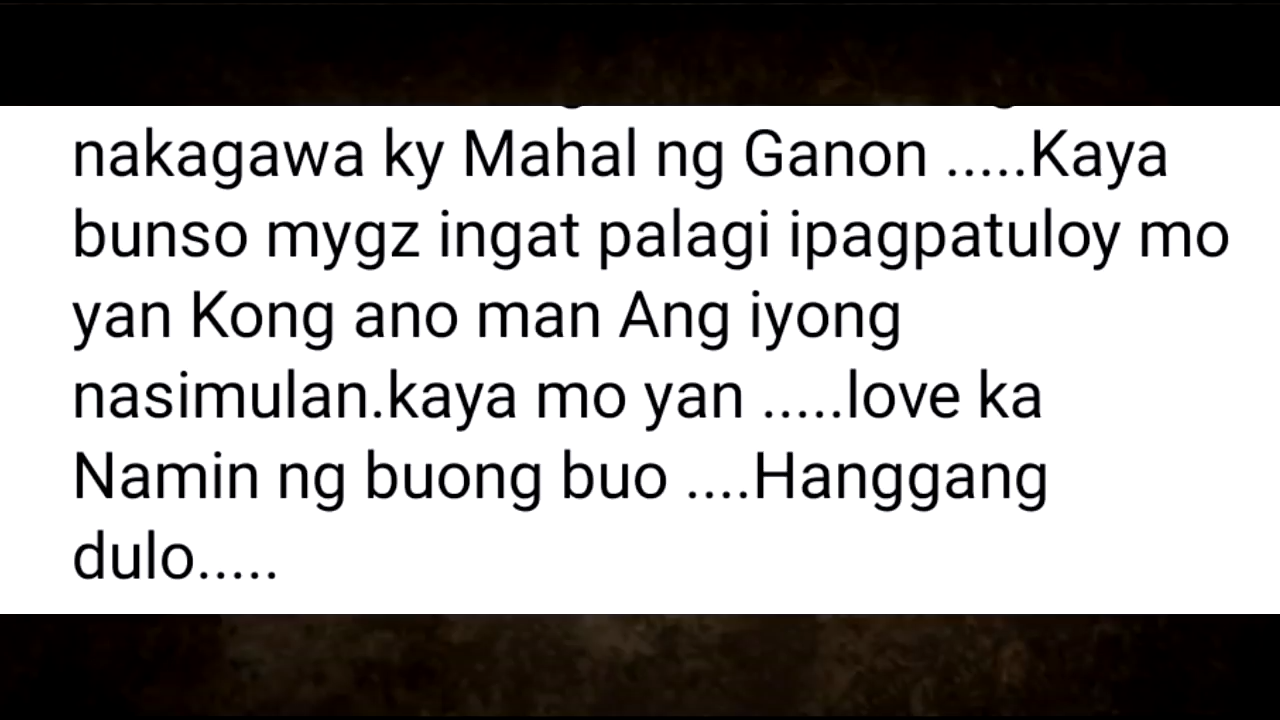 nakagawa ky Mahal ng Ganon .....Kaya
bunso mygz ingat palagi ipagpatuloy mo
yan Kong ano man Ang iyong
nasimulan.kaya mo yan .....love ka
Namin ng buong buo ....Hanggang
dulo.....